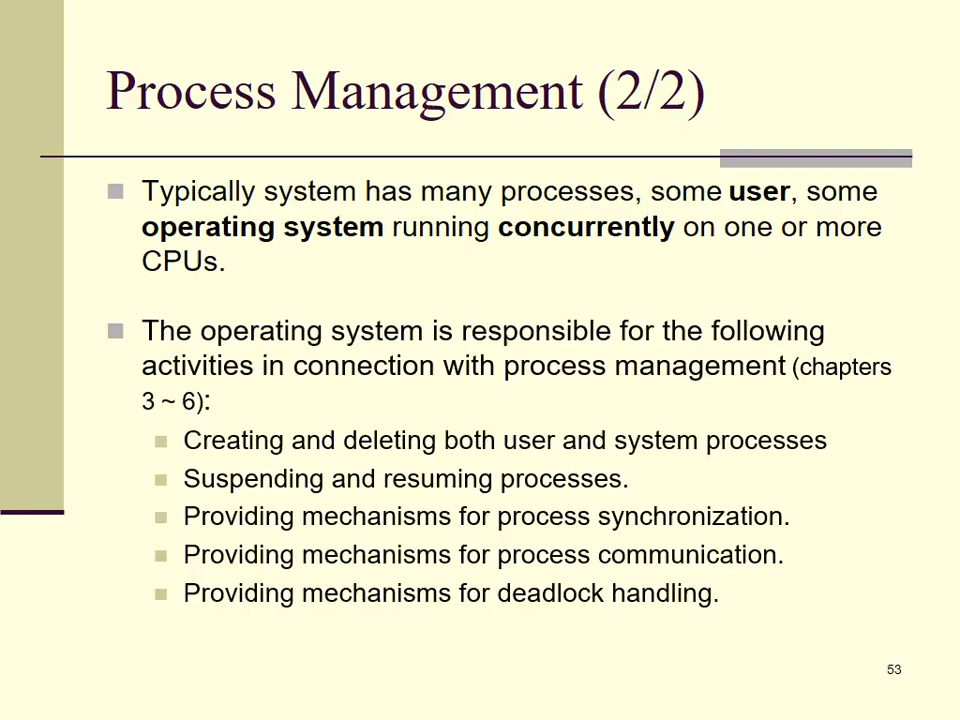 Process Management (2/2)
Typically system has many processes, some user, some
operating system running concurrently on one or more
CPUs.
The operating system is responsible for the following
activities in connection with process management (chapters
3 ~ 6):
Creating and deleting both user and system processes
Suspending and resuming processes.
Providing mechanisms for process synchronization.
Providing mechanisms for process communication.
Providing mechanisms for deadlock handling.
53